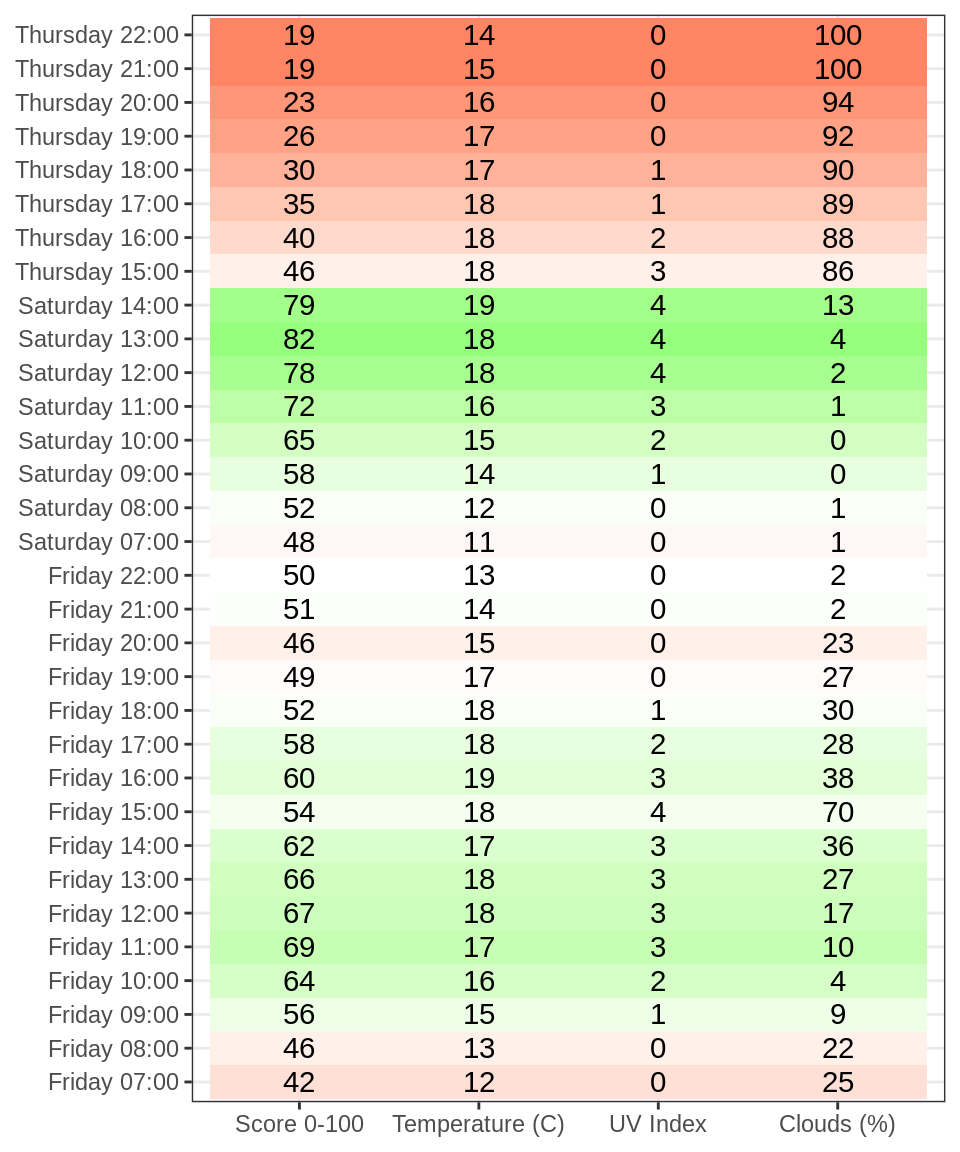 Thursday 22:00 19 14 0 100
Thursday 21:00 19 15 0 100
Thursday 20:00 23 16 0 94
Thursday 19:00 26 17 0 92
Thursday 18:00 30 17 1 90
Thursday 17:00 35 18 1 89
Thursday 16:00 40 18 2 88
Thursday 15:00 46 18 3 86
Saturday 14:00 79 19 4 13
Saturday 13:00 82 18 4 4
Saturday 12:00 78 18 4 2
Saturday 11:00 72 16 3 1
Saturday 10:00 65 15 2 0
Saturday 09:00 58 14 1 0
Saturday 08:00 52 12 0 1
Saturday 07:00 48 11 0 1
Friday 22:00 50 13 0 2
Friday 21:00 51 14 0 2
Friday 20:00 46 15 0 23
Friday 19:00 49 17 0 27
Friday 18:00 52 18 1 30
Friday 17:00 58 18 2 28
Friday 16:00 60 19 3 38
Friday 15:00 54 18 4 70
Friday 14:00 62 17 3 36
Friday 13:00 66 18 3 27
Friday 12:00 67 18 3 17
Friday 11:00 69 17 3 10
Friday 10:00 64 16 2 4
Friday 09:00 56 15 1 9
Friday 08:00 46 13 0 22
Friday 07:00 42 12 0 25
Score 0-100 Temperature (C) UV Index Clouds (%)